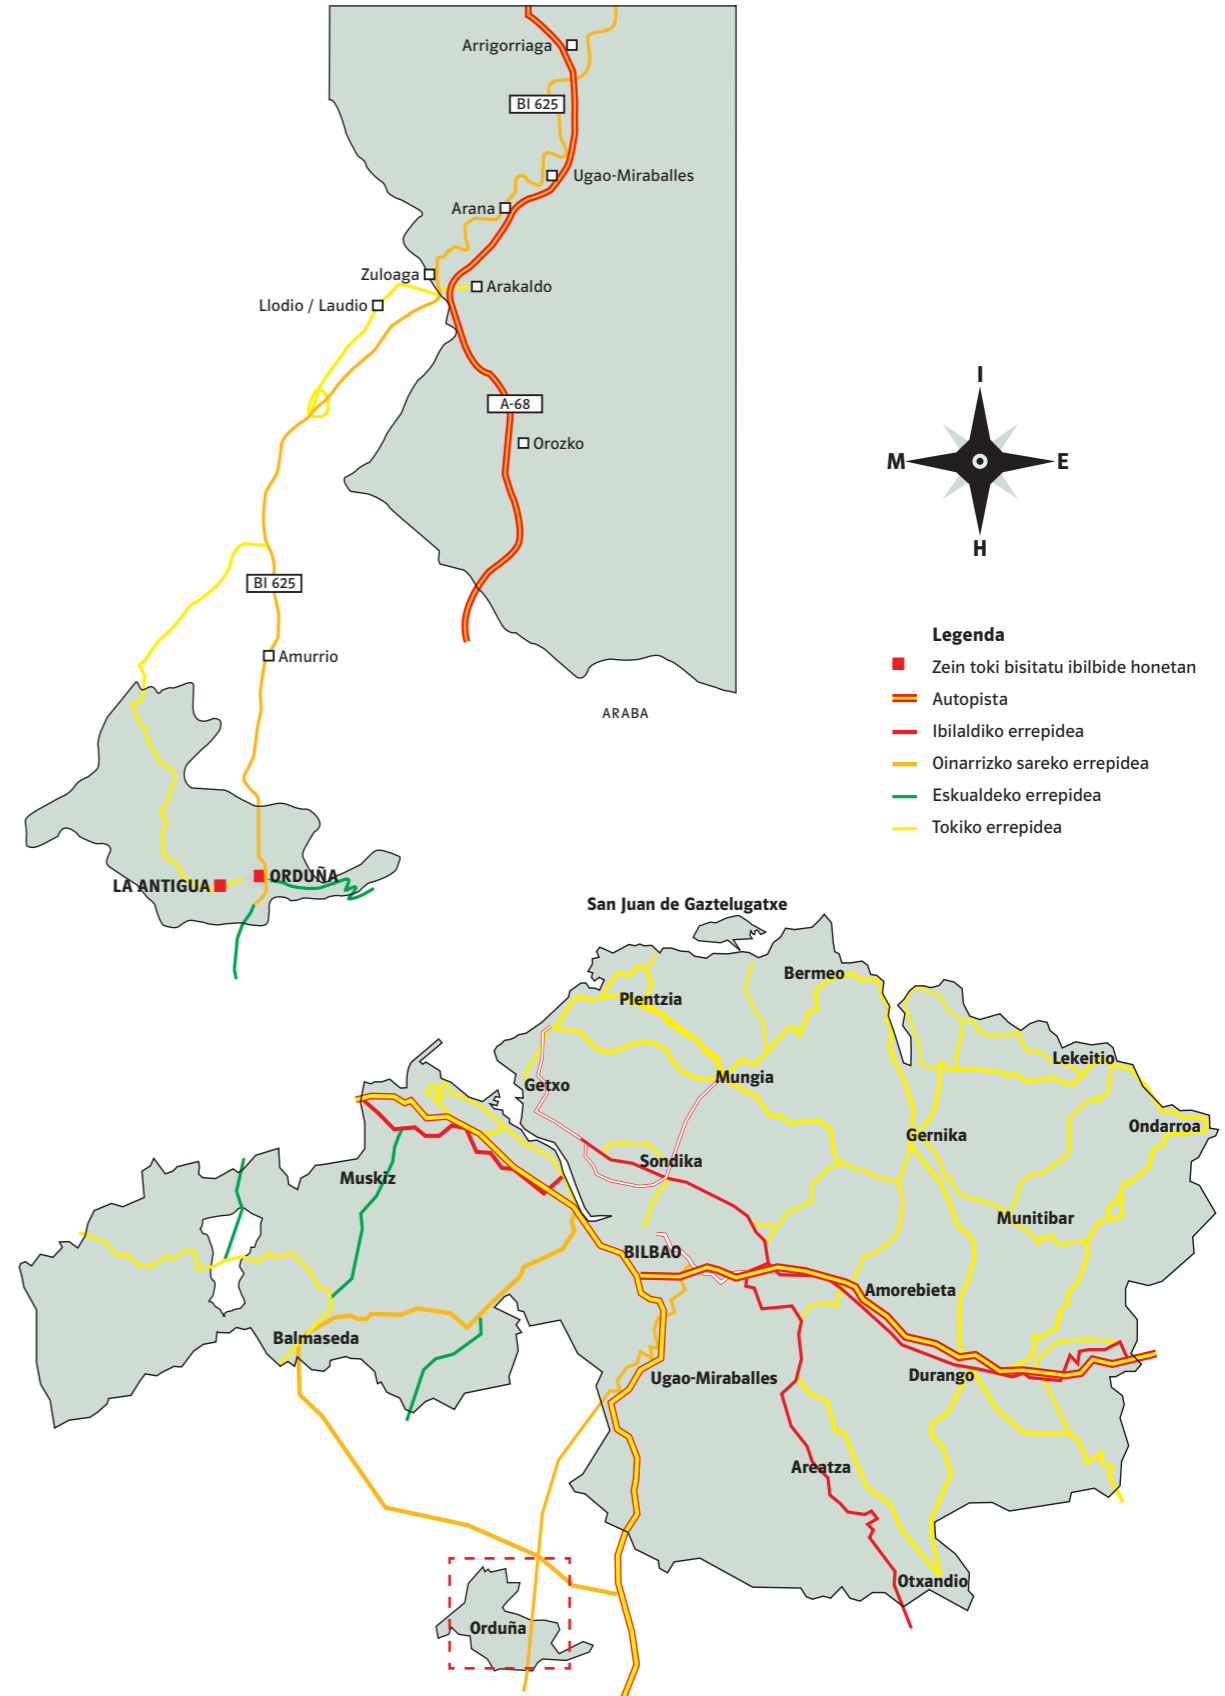 Arrigorriaga
BI 625
Ugao-Miraballes
Arana
Zuloaga
Arakaldo
Llodio / Laudio
A-68
Orozko
BI 625
Amurrio
ARABA
LA ANTIGUA
ORDUÑA
I
M
E
H
Legenda
Zein toki bisitatu ibilbide honetan
Autopista
Ibilaldiko errepidea
Oinarrizko sareko errepidea
Eskualdeko errepidea
Tokiko errepidea
San Juan de Gaztelugatxe
Bermeo
Plentzia
Lekeitio
Mungia
Getxo
Ondarroa
Gernika
Sondika
Muskiz
Munitibar
BILBAO
Amorebieta
Balmaseda
Durango
Ugao-Miraballes
Areatza
Otxandio
Orduña